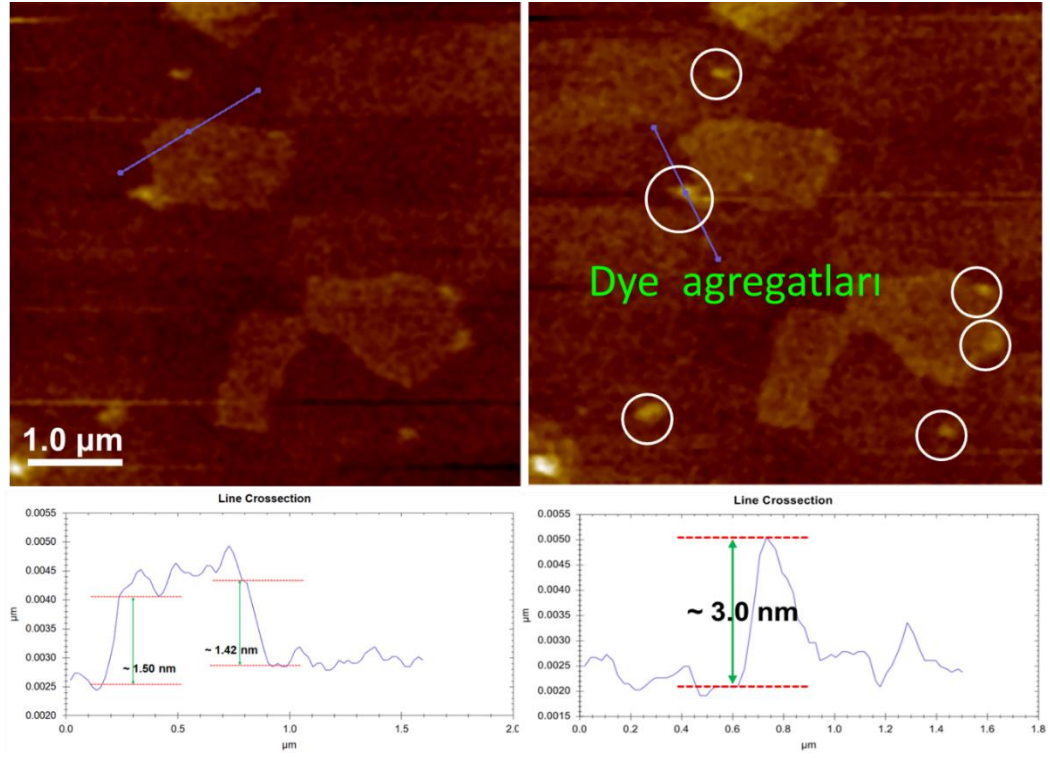 Dye agregatları
1.0 µm
Line Crossection
0.0055
0.0050
0.0045
0.0040
0.0035
0.0030
0.0025
0.0020
µm
~ 1.50 nm
~ 1.42 nm
0.0 0.5 1.0 1.5 2.0
µm
Line Crossection
0.0055
0.0050
0.0045
0.0040
0.0035
0.0030
0.0025
0.0020
0.0015
µm
~ 3.0 nm
0.0 0.2 0.4 0.6 0.8 1.0 1.2 1.4 1.6 1.8
µm